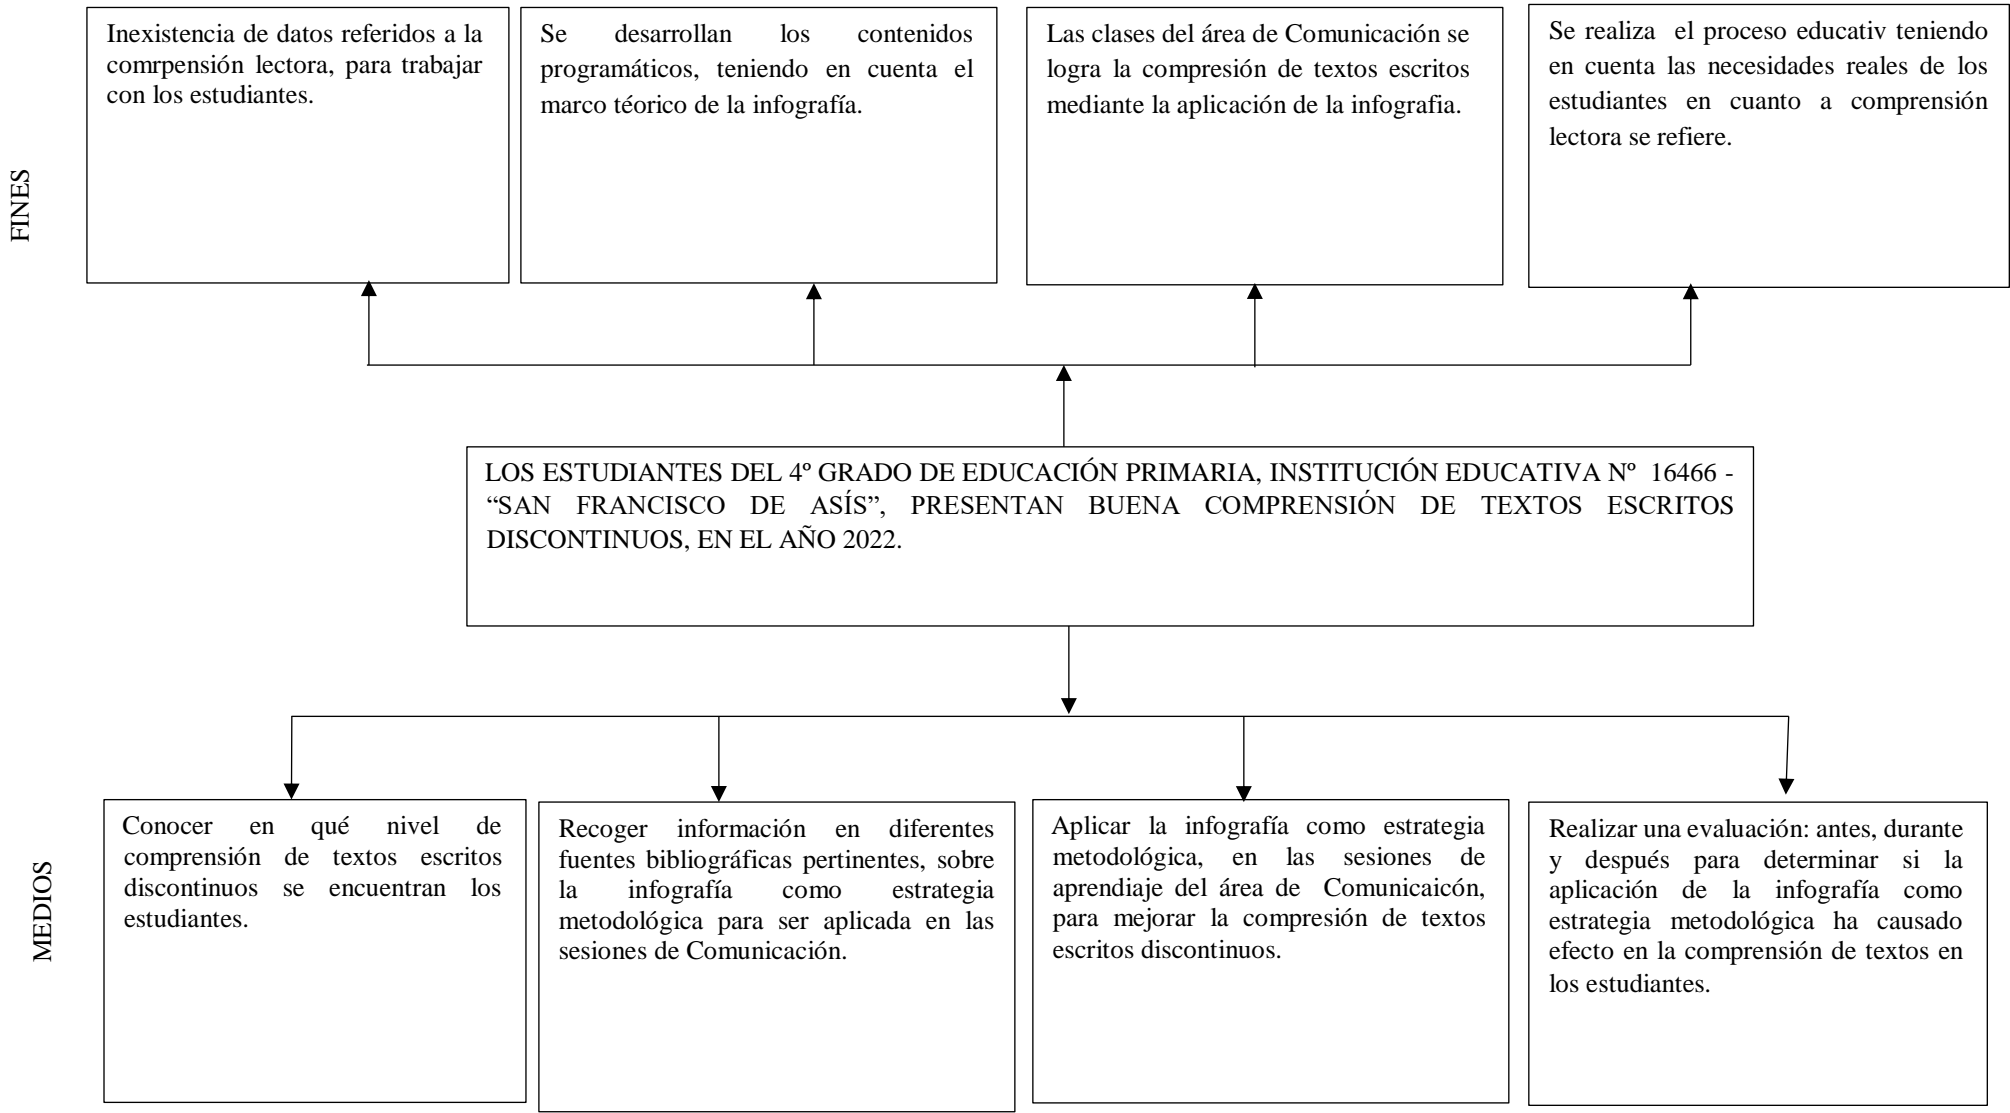 FINES
Inexistencia de datos referidos a la
comrpensión lectora, para trabajar
con los estudiantes.
Se desarrollan los contenidos
programáticos, teniendo en cuenta el
marco téorico de la infografía.
Las clases del área de Comunicación se
logra la compresión de textos escritos
mediante la aplicación de la infografia.
Se realiza el proceso educativ teniendo
en cuenta las necesidades reales de los
estudiantes en cuanto a comprensión
lectora se refiere.
LOS ESTUDIANTES DEL 4º GRADO DE EDUCACIÓN PRIMARIA, INSTITUCIÓN EDUCATIVA Nº 16466 -
“SAN FRANCISCO DE ASÍS”, PRESENTAN BUENA COMPRENSIÓN DE TEXTOS ESCRITOS
DISCONTINUOS, EN EL AÑO 2022.
MEDIOS
Conocer en qué nivel de
comprensión de textos escritos
discontinuos se encuentran los
estudiantes.
Recoger información en diferentes
fuentes bibliográficas pertinentes, sobre
la infografía como estrategia
metodológica para ser aplicada en las
sesiones de Comunicación.
Aplicar la infografía como estrategia
metodológica, en las sesiones de
aprendiaje del área de Comunicaicón,
para mejorar la compresión de textos
escritos discontinuos.
Realizar una evaluación: antes, durante
y después para determinar si la
aplicación de la infografía como
estrategia metodológica ha causado
efecto en la comprensión de textos en
los estudiantes.